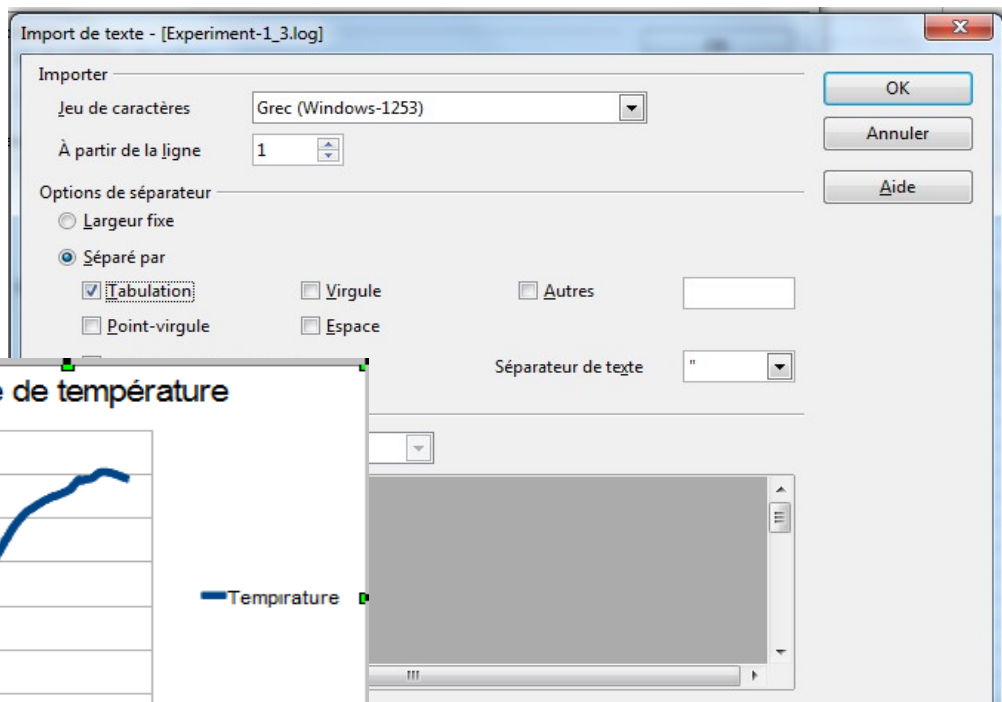 Import de texte - [Experiment-1_3.log]
Importer
Jeu de caractères
Grec (Windows-1253)
À partir de la ligne
1
OK
Annuler
Aide
Options de séparateur
Largeur fixe
Séparé par
Tabulation
Virgule
Autres
Point-virgule
Espace
Séparateur de texte
"
de température
Tempιrature